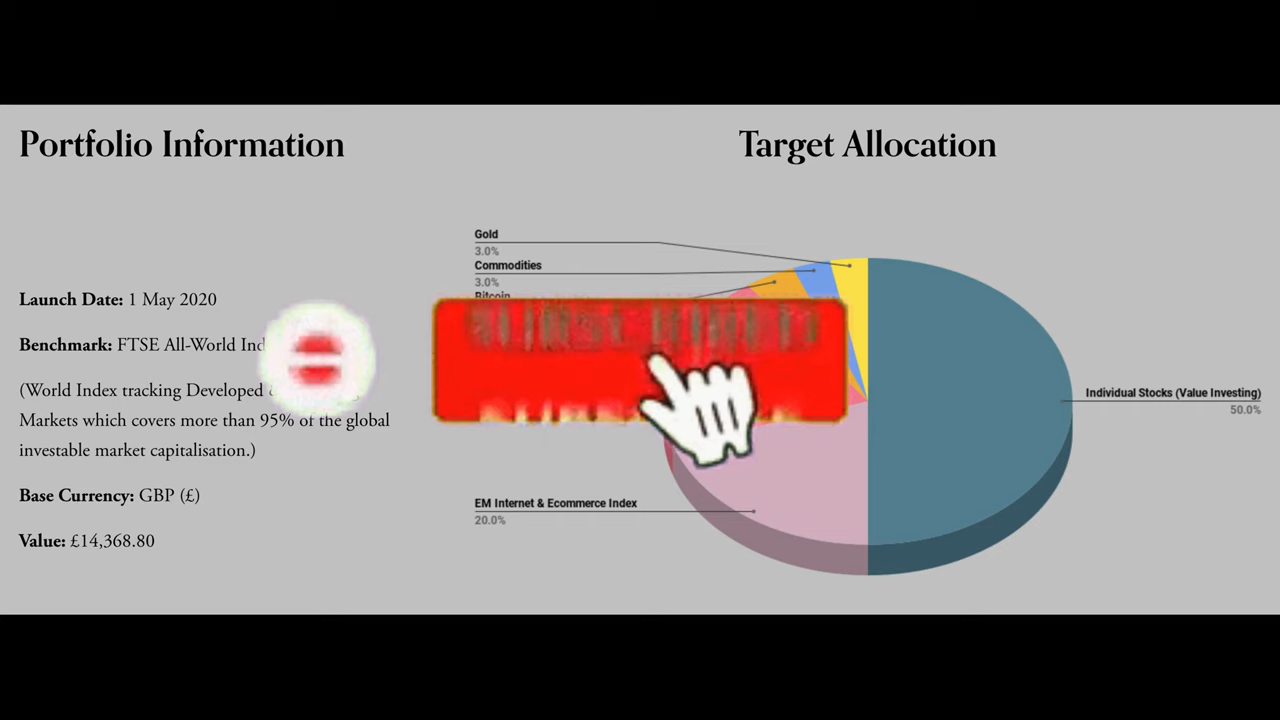 Portfolio Information
Target Allocation
Gold
3.0%
Commodities
3.0%
Bitcoin
Launch Date: 1 May 2020
Benchmark: FTSE All-World
(World Index tracking Developed
Markets which covers more than 95% of the global
investable market capitalisation.)
Individual Stocks (Value Investing)
50.0%
Base Currency: GBP (£)
EM Internet & Ecommerce Index
20.0%
Value: £14,368.80